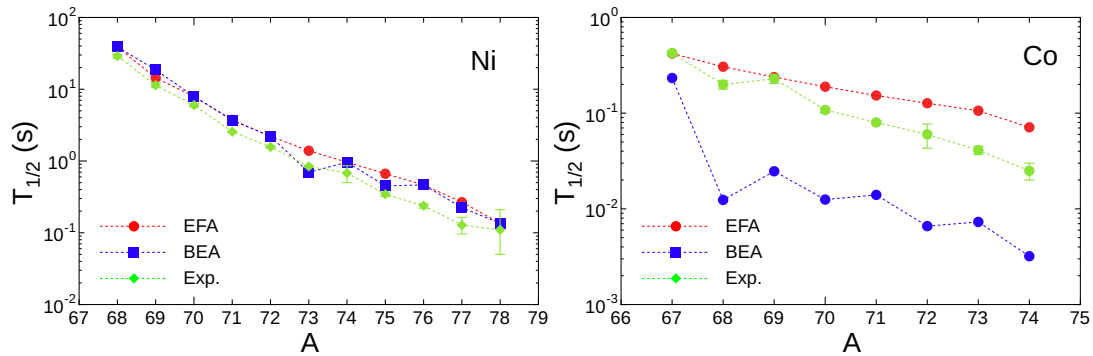 10^2
10^1
10^0
10^-1
10^-2
T_1/2 (s)
Ni
EFA
BEA
Exp.
67 68 69 70 71 72 73 74 75 76 77 78 79
A
10^0
10^-1
10^-2
10^-3
T_1/2 (s)
Co
EFA
BEA
Exp.
66 67 68 69 70 71 72 73 74 75
A